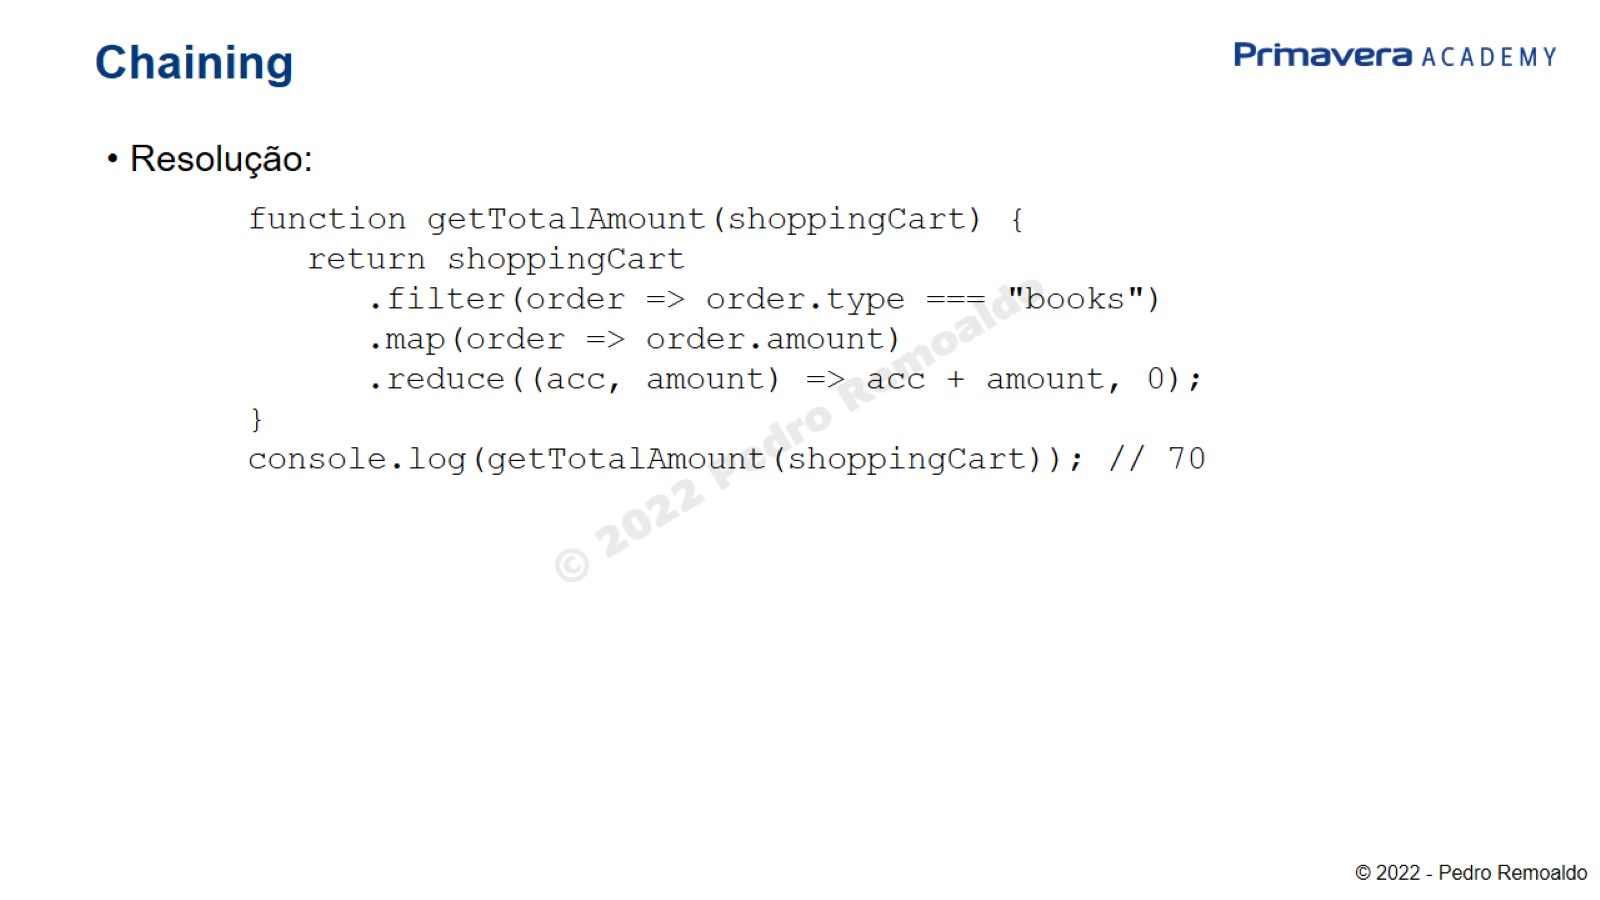 Chaining
Primavera ACADEMY
• Resolução:
function getTotalAmount(shoppingCart) {
   return shoppingCart
      .filter(order => order.type === "books")
      .map(order => order.amount)
      .reduce((acc, amount) => acc + amount, 0);
}
console.log(getTotalAmount(shoppingCart)); // 70
© 2022 Pedro Remoaldo
© 2022 - Pedro Remoaldo